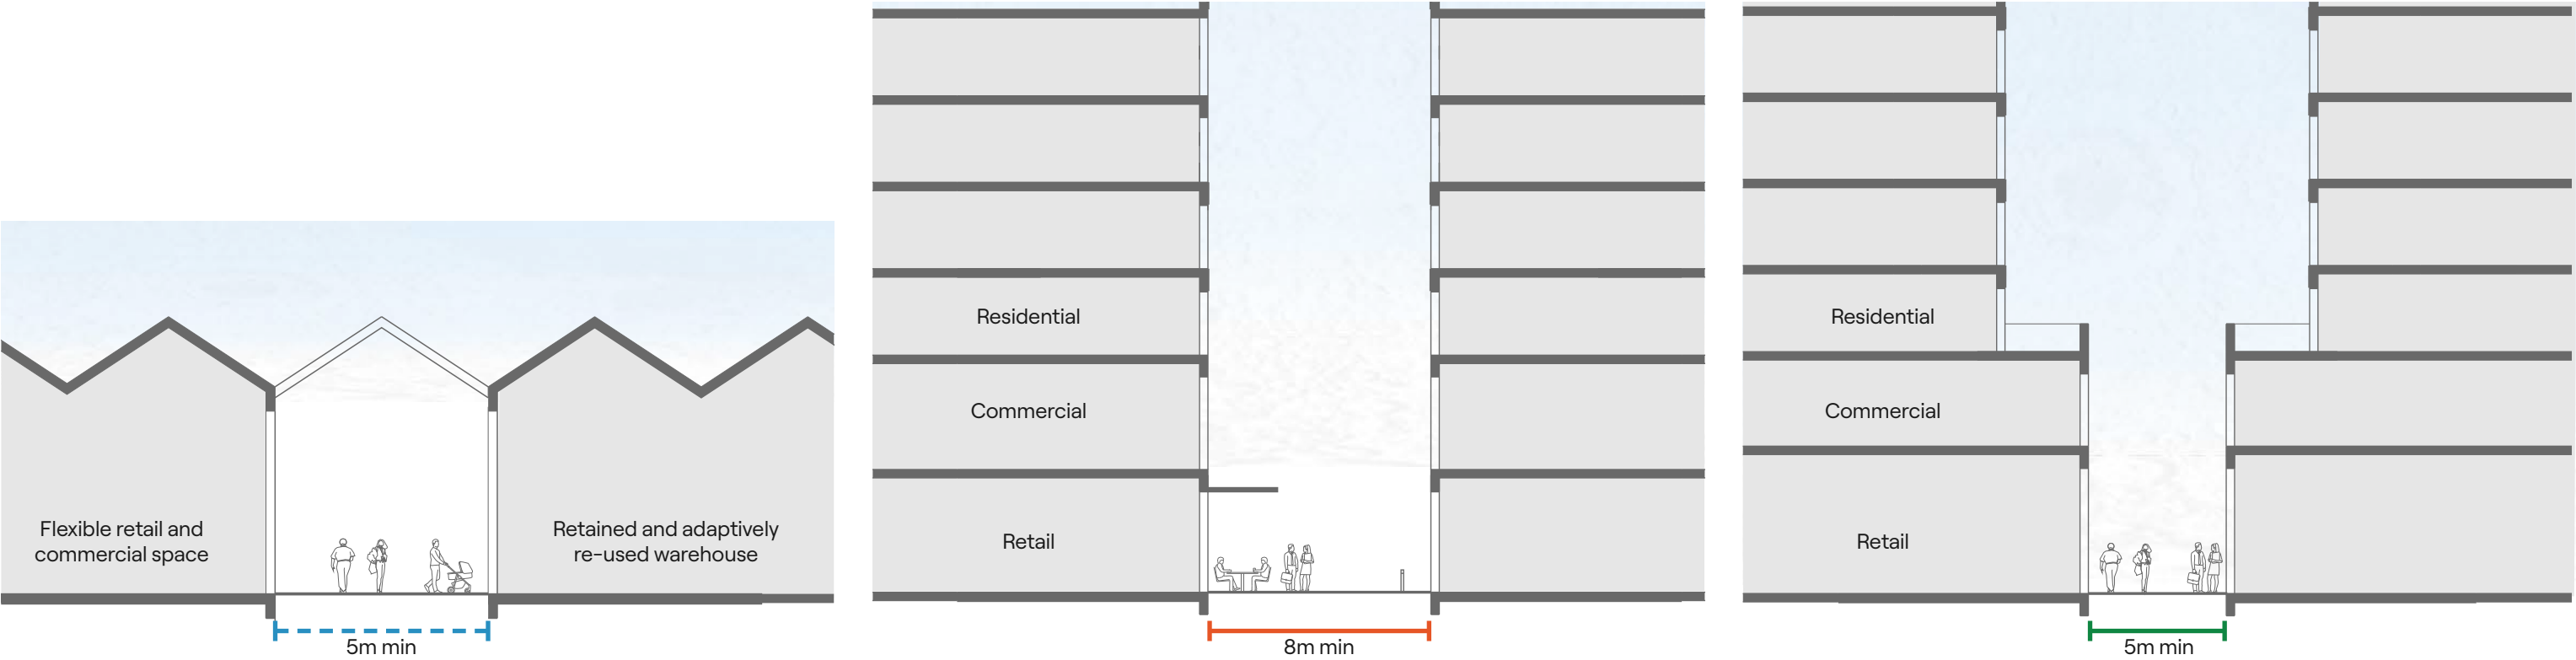 Flexible retail and
commercial space
Retained and adaptively
re-used warehouse
5m min
Residential
Commercial
Retail
8m min
Residential
Commercial
Retail
5m min